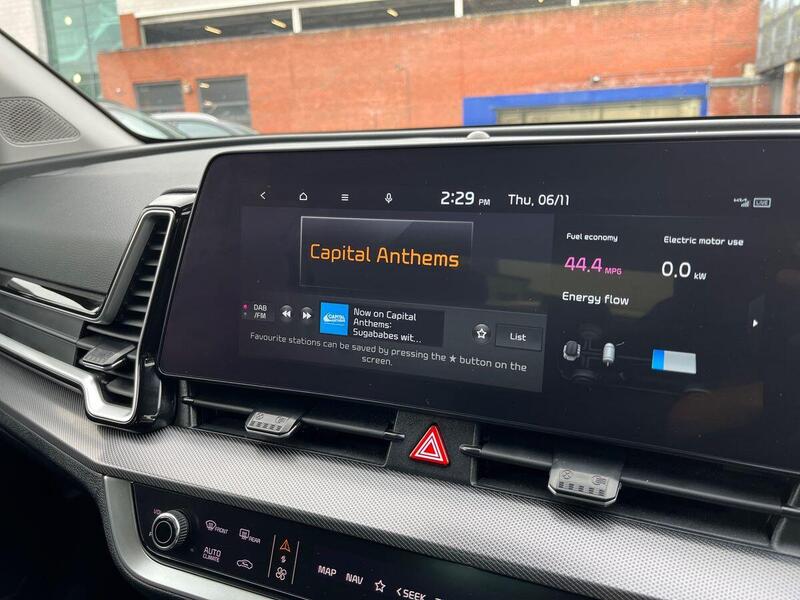 2:29 PM Thu, 06/11
LIVE
Capital Anthems
Fuel economy
44.4 MPG
Electric motor use
0.0 kW
Energy flow
DAB
/FM
CAPITAL
Now on Capital
Anthems:
Sugababes wit...
List
Favourite stations can be saved by pressing the ★ button on the
screen.
VOL
FRONT
REAR
AUTO
CLIMATE
MAP
NAV
< SEEK